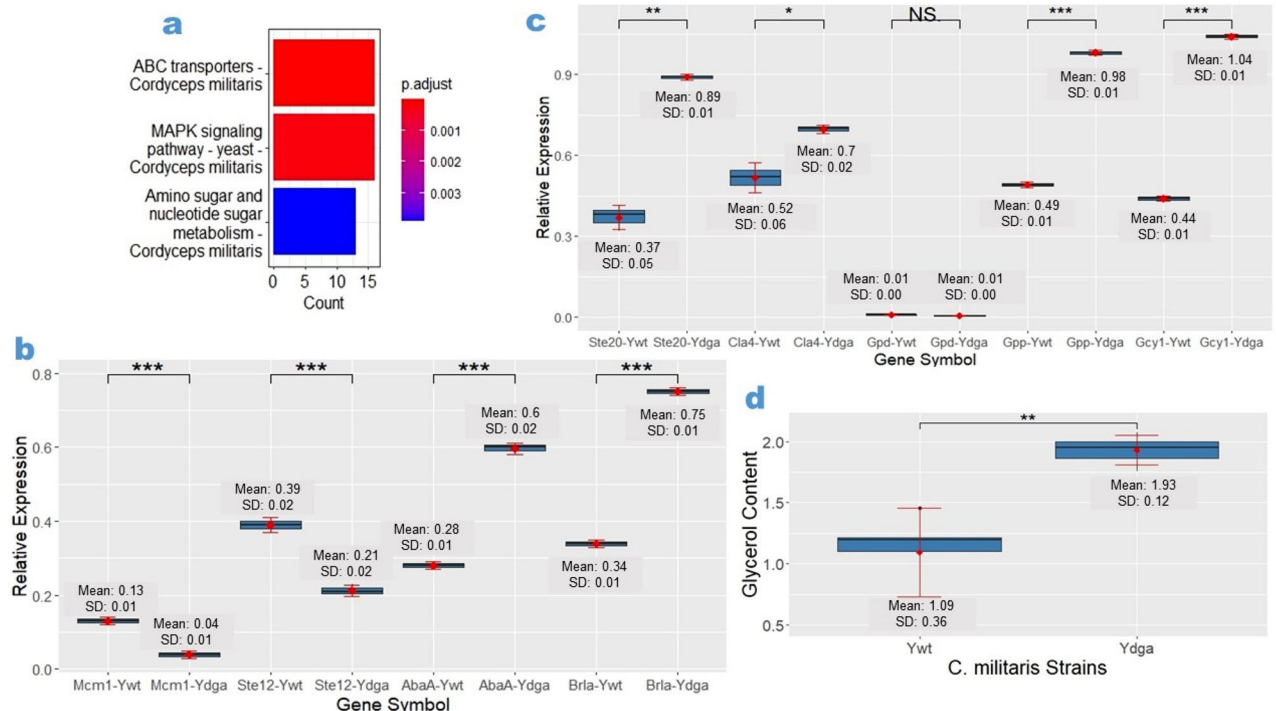 a
ABC transporters -
Cordyceps militaris
MAPK signaling
pathway - yeast -
Cordyceps militaris
Amino sugar and
nucleotide sugar
metabolism -
Cordyceps militaris
0 5 10 15
Count
p.adjust
0.001
0.002
0.003
b
Relative Expression
0.8
0.6
0.4
0.2
0.0
*** *** *** ***
Mean: 0.13
SD: 0.01
Mean: 0.04
SD: 0.01
Mean: 0.39
SD: 0.02
Mean: 0.21
SD: 0.02
Mean: 0.28
SD: 0.01
Mean: 0.6
SD: 0.02
Mean: 0.34
SD: 0.01
Mean: 0.75
SD: 0.01
Mcm1-Ywt Mcm1-Ydga Ste12-Ywt Ste12-Ydga AbaA-Ywt AbaA-Ydga Brla-Ywt Brla-Ydga
Gene Symbol
c
Relative Expression
0.9
0.6
0.3
0.0
** * NS. *** ***
Mean: 0.37
SD: 0.05
Mean: 0.89
SD: 0.01
Mean: 0.52
SD: 0.06
Mean: 0.7
SD: 0.02
Mean: 0.01
SD: 0.00
Mean: 0.01
SD: 0.00
Mean: 0.49
SD: 0.01
Mean: 0.98
SD: 0.01
Mean: 0.44
SD: 0.01
Mean: 1.04
SD: 0.01
Ste20-Ywt Ste20-Ydga Cla4-Ywt Cla4-Ydga Gpd-Ywt Gpd-Ydga Gpp-Ywt Gpp-Ydga Gcy1-Ywt Gcy1-Ydga
Gene Symbol
d
Glycerol Content
2.0
1.5
1.0
0.5
**
Mean: 1.09
SD: 0.36
Mean: 1.93
SD: 0.12
Ywt Ydga
C. militaris Strains